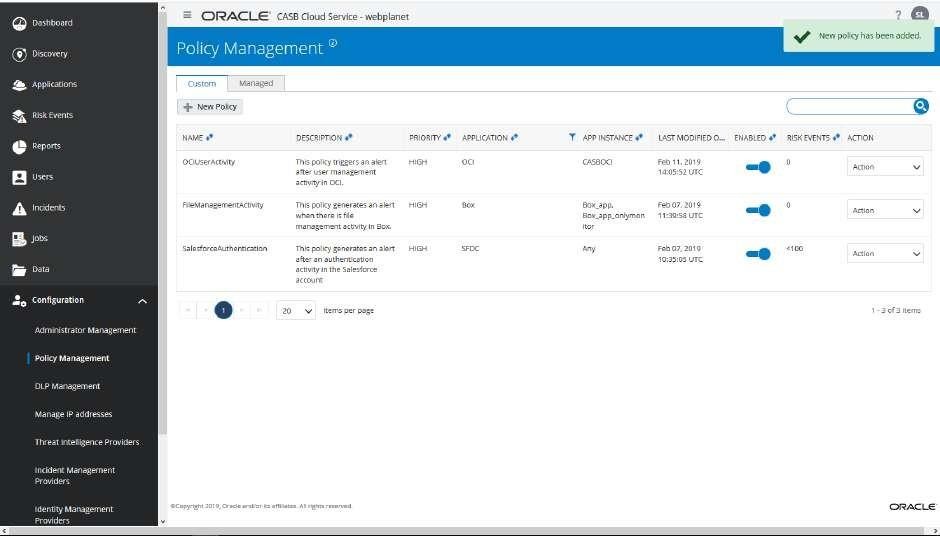 Dashboard
Discovery
Applications
Risk Events
Reports
Users
Incidents
Jobs
Data
Configuration
Administrator Management
Policy Management
DLP Management
Manage IP addresses
Threat Intelligence Providers
Incident Management
Providers
Identity Management
Providers
ORACLE CASB Cloud Service - webplanet
? SL
New policy has been added.
Policy Management
Custom Managed
New Policy
NAME DESCRIPTION PRIORITY APPLICATION APP INSTANCE LAST MODIFIED O... ENABLED RISK EVENTS ACTION
OCIUserActivity This policy triggers an alert HIGH OCI CASBOCI Feb 11, 2019 0 Action
after user management 14:05:52 UTC
activity in OCI.
FileManagementActivity This policy generates an alert HIGH Box Box_app, Feb 07, 2019 0 Action
when there is file Box_app_onlymoni 11:39:58 UTC
management activity in Box. tor
SalesforceAuthentication This policy generates an alert HIGH SFDC Any Feb 07, 2019 <100 Action
after an authentication 10:35:05 UTC
activity in the Salesforce
account
1 20 items per page 1 - 3 of 3 items
©Copyright 2019, Oracle and/or its affiliates. All rights reserved.
ORACLE